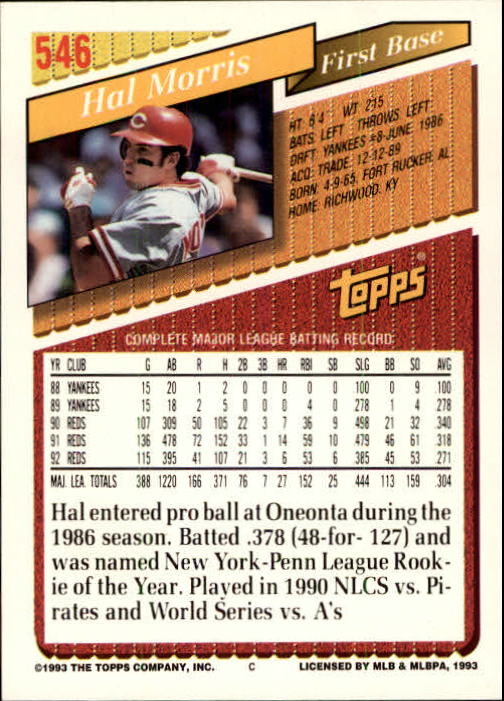 546
Hal Morris
First Base
HT: 6'4 WT: 215
BATS: LEFT THROWS: LEFT
DRFT: YANKEES #8-JUNE, 1986
ACQ: TRADE, 12-12-89
BORN: 4-9-65, FORT RUCKER, AL
HOME: RICHWOOD, KY
TOPPS®
COMPLETE MAJOR LEAGUE BATTING RECORD
YR CLUB G AB R H 2B 3B HR RBI SB SLG BB SO AVG
88 YANKEES 15 20 1 2 0 0 0 0 0 .100 0 9 .100
89 YANKEES 15 18 2 5 0 0 0 4 0 .278 1 4 .278
90 REDS 107 309 50 105 22 3 7 36 9 .498 21 32 .340
91 REDS 136 478 72 152 33 1 14 59 10 .479 46 61 .318
92 REDS 115 395 41 107 21 3 6 53 6 .385 45 53 .271
MAJ. LEA. TOTALS 388 1220 166 371 76 7 27 152 25 .444 113 159 .304
Hal entered pro ball at Oneonta during the
1986 season. Batted .378 (48-for- 127) and
was named New York-Penn League Rook-
ie of the Year. Played in 1990 NLCS vs. Pi-
rates and World Series vs. A's
©1993 THE TOPPS COMPANY, INC. C LICENSED BY MLB & MLBPA, 1993